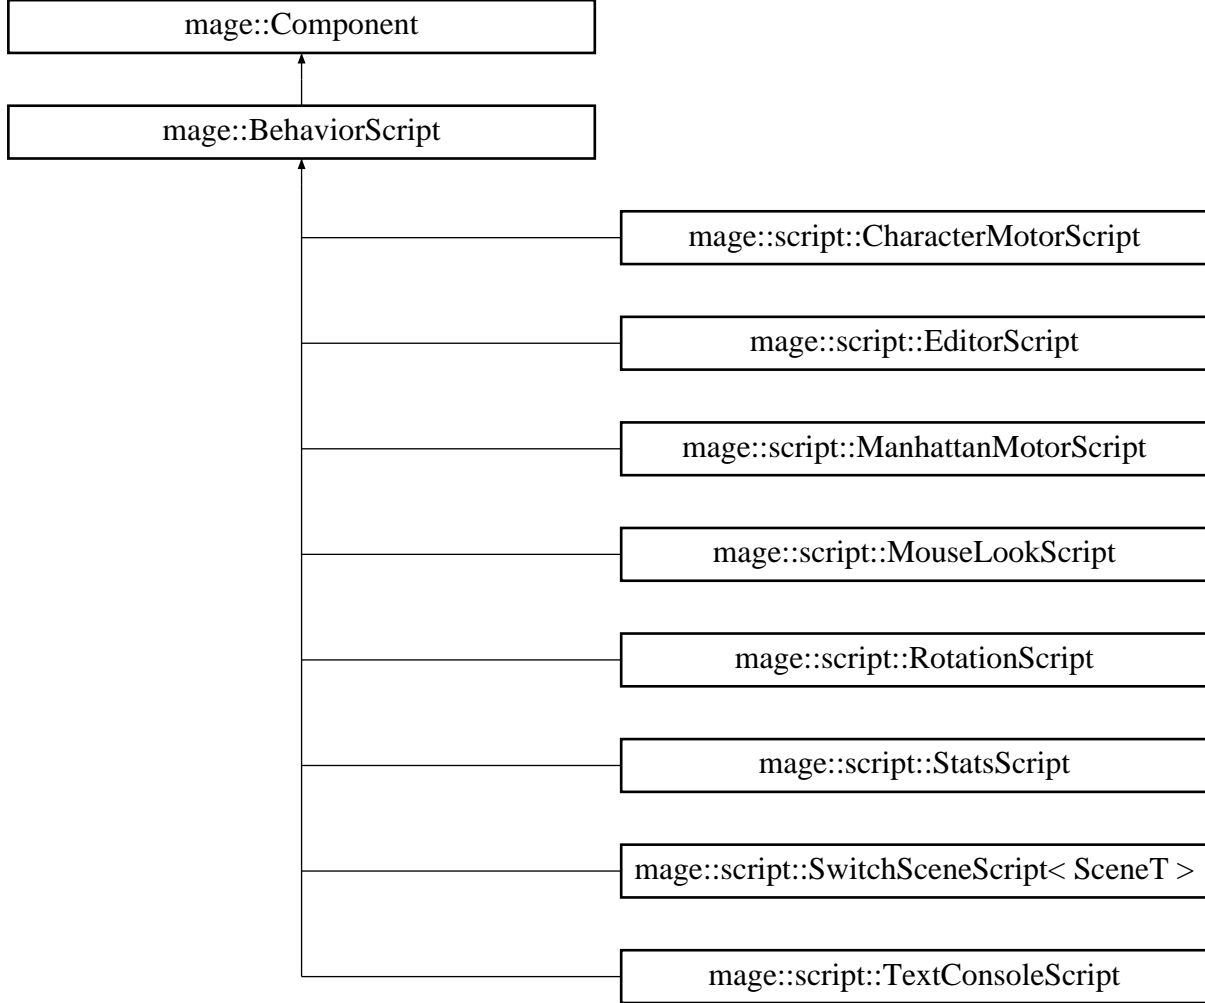 mage::Component
mage::BehaviorScript
mage::script::CharacterMotorScript
mage::script::EditorScript
mage::script::ManhattanMotorScript
mage::script::MouseLookScript
mage::script::RotationScript
mage::script::StatsScript
mage::script::SwitchSceneScript< SceneT >
mage::script::TextConsoleScript